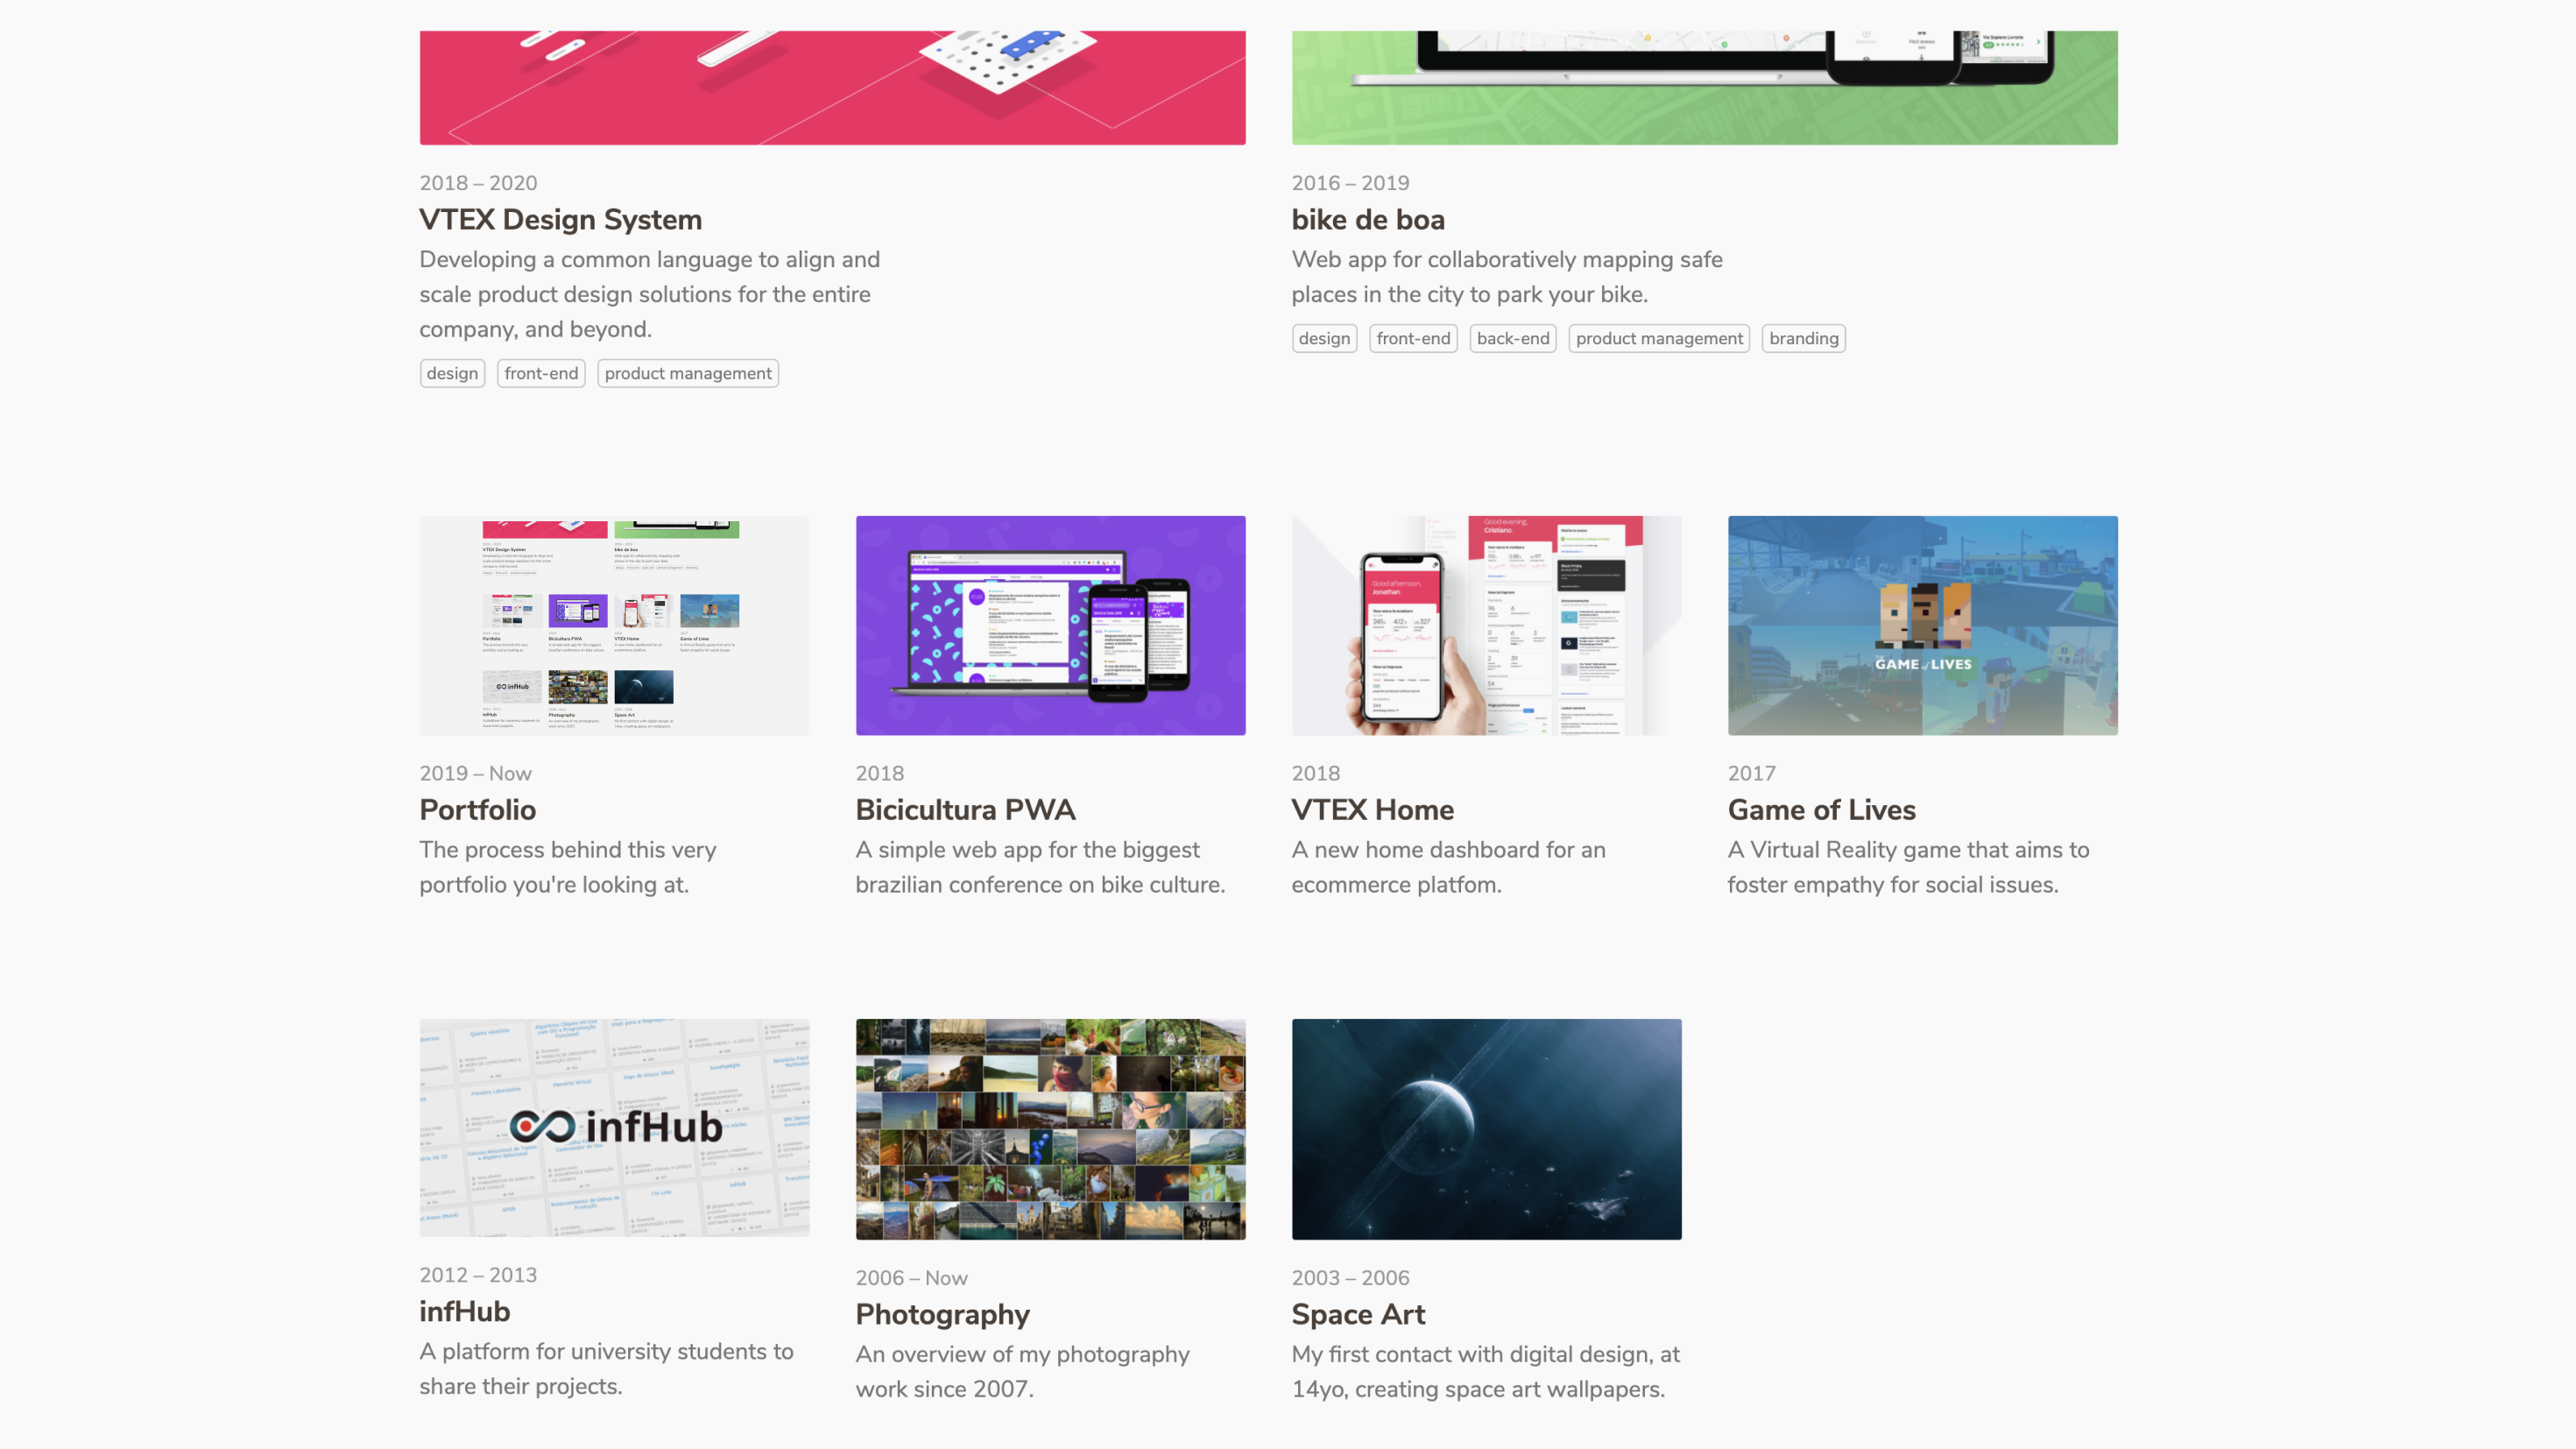 2018 – 2020
VTEX Design System
Developing a common language to align and
scale product design solutions for the entire
company, and beyond.
design front-end product management
2016 – 2019
bike de boa
Web app for collaboratively mapping safe
places in the city to park your bike.
design front-end back-end product management branding
2019 – Now
Portfolio
The process behind this very
portfolio you're looking at.
Good evening,
Cristiano
Good afternoon,
Jonathan
2018
Bicicultura PWA
A simple web app for the biggest
brazilian conference on bike culture.
2018
VTEX Home
A new home dashboard for an
ecommerce platfom.
GAME of LIVES
2017
Game of Lives
A Virtual Reality game that aims to
foster empathy for social issues.
infHub
2012 – 2013
infHub
A platform for university students to
share their projects.
2006 – Now
Photography
An overview of my photography
work since 2007.
2003 – 2006
Space Art
My first contact with digital design, at
14yo, creating space art wallpapers.